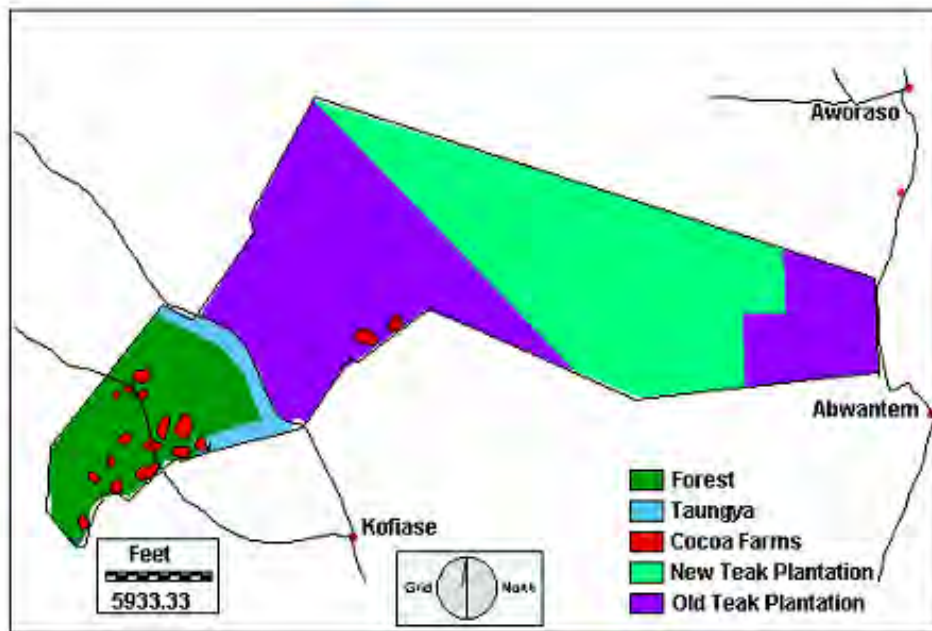 Aworaso
Abwantem
Kofiase
Forest
Taungya
Cocoa Farms
New Teak Plantation
Old Teak Plantation
Feet
5933.33
Grid
North